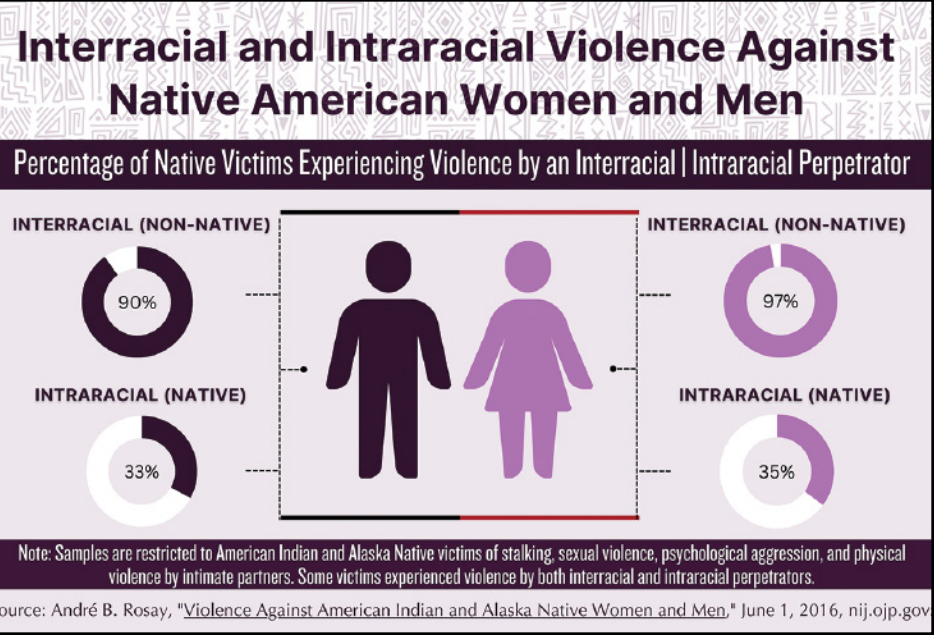 Interracial and Intraracial Violence Against
Native American Women and Men
Percentage of Native Victims Experiencing Violence by an Interracial | Intraracial Perpetrator
INTERRACIAL (NON-NATIVE)
90%
INTRARACIAL (NATIVE)
33%
INTERRACIAL (NON-NATIVE)
97%
INTRARACIAL (NATIVE)
35%
Note: Samples are restricted to American Indian and Alaska Native victims of stalking, sexual violence, psychological aggression, and physical
violence by intimate partners. Some victims experienced violence by both interracial and intraracial perpetrators.
ource: André B. Rosay, "Violence Against American Indian and Alaska Native Women and Men," June 1, 2016, nij.ojp.gov